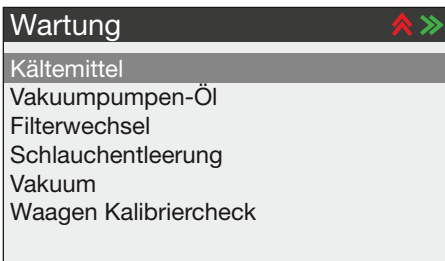 Wartung
Kältemittel
Vakuumpumpen-Öl
Filterwechsel
Schlauchentleerung
Vakuum
Waagen Kalibriercheck